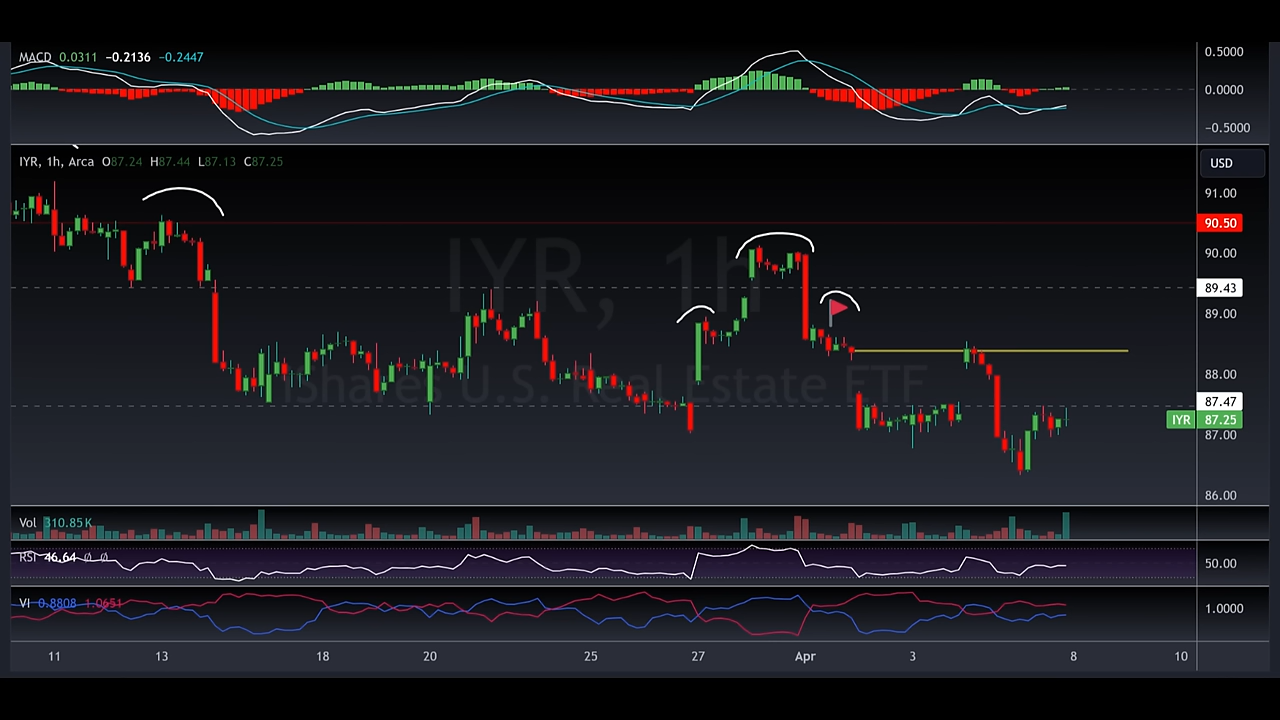 MACD 0.0311 −0.2136 −0.2447
0.5000
0.0000
−0.5000
IYR, 1h, Arca O87.24 H87.44 L87.13 C87.25
USD
91.00
90.50
90.00
89.43
89.00
88.00
87.47
IYR 87.25
87.00
86.00
IYR, 1h
iShares U.S. Real Estate ETF
Vol 310.85K
RSI 46.64 ∅ ∅
50.00
VI 0.8808 1.0651
1.0000
11 13 18 20 25 27 Apr 3 8 10